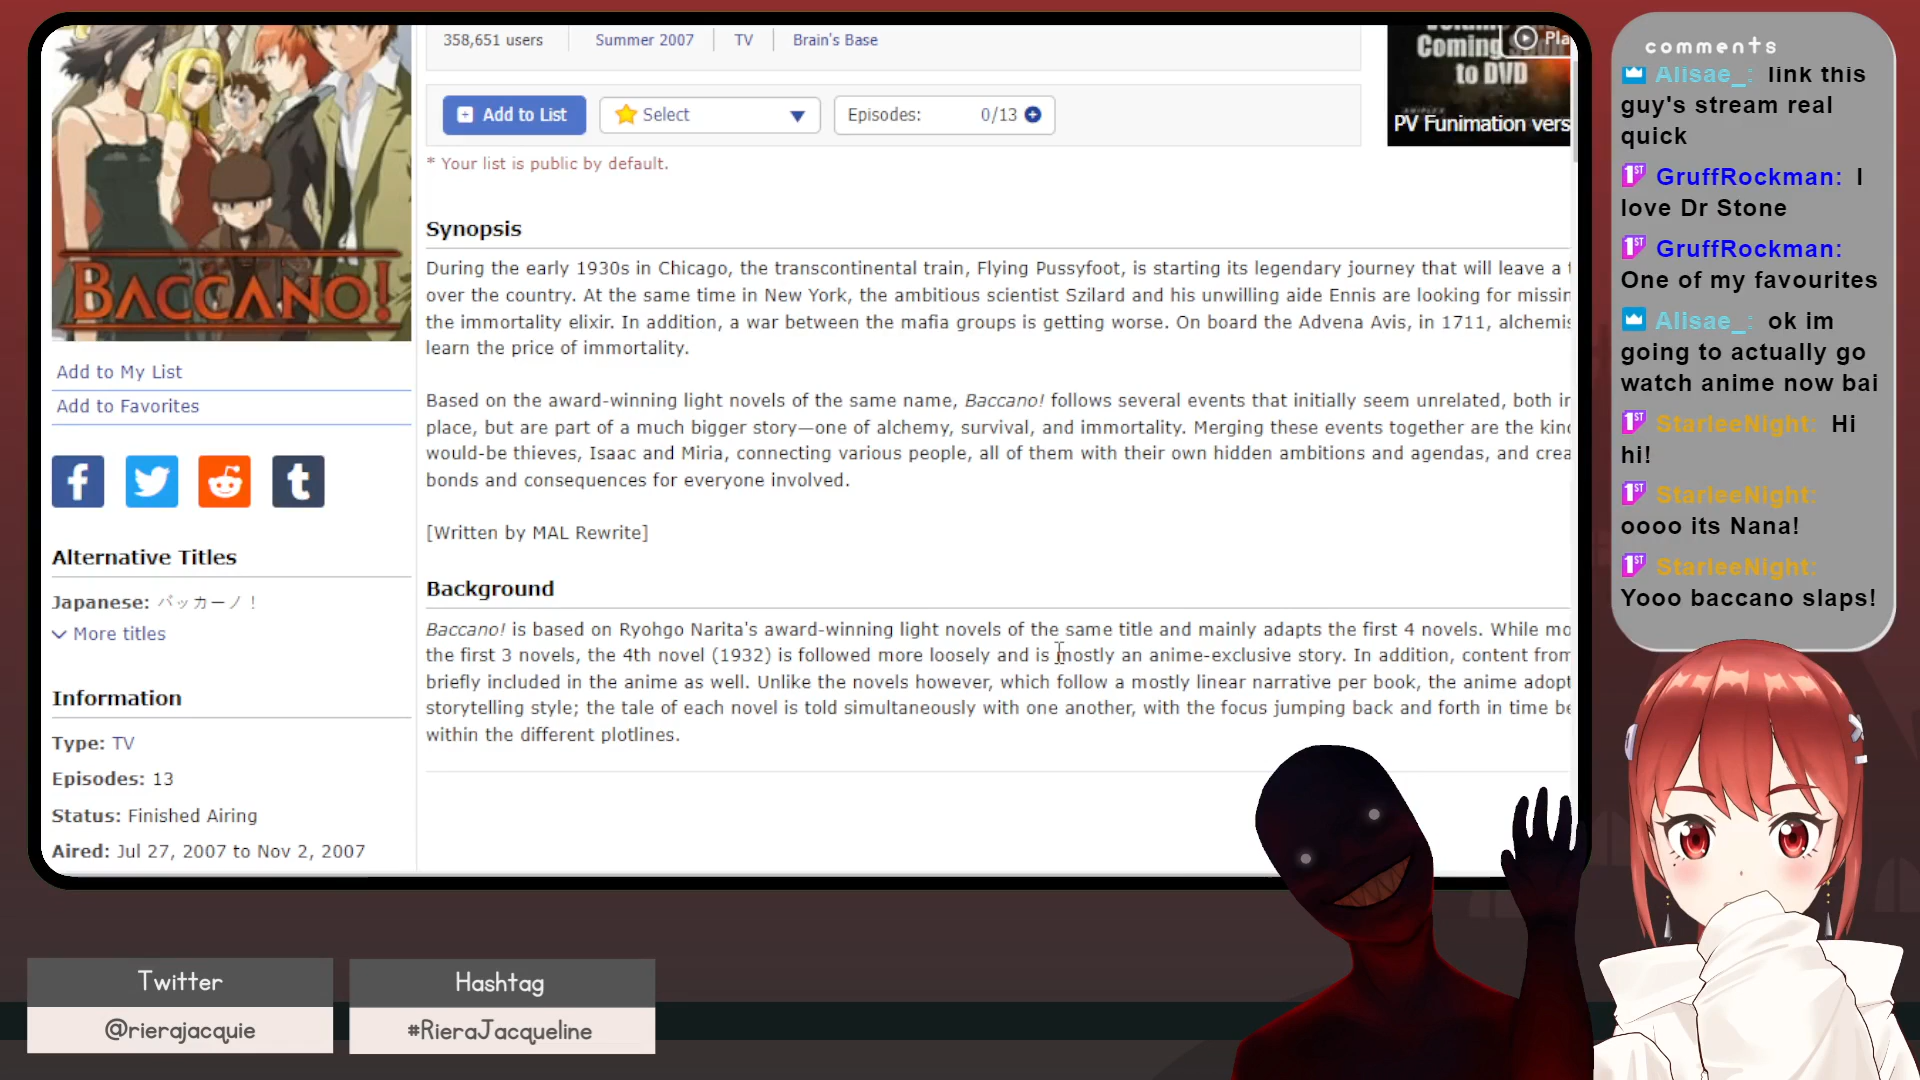 358,651 users
Summer 2007
TV
Brain's Base
Add to List
Select
Episodes: 0/13
* Your list is public by default.
Coming
to DVD
PV Funimation vers
Synopsis
During the early 1930s in Chicago, the transcontinental train, Flying Pussyfoot, is starting its legendary journey that will leave a
over the country. At the same time in New York, the ambitious scientist Szilard and his unwilling aide Ennis are looking for missin
the immortality elixir. In addition, a war between the mafia groups is getting worse. On board the Advena Avis, in 1711, alchemis
learn the price of immortality.
Based on the award-winning light novels of the same name, Baccano! follows several events that initially seem unrelated, both in
place, but are part of a much bigger story—one of alchemy, survival, and immortality. Merging these events together are the kind
would-be thieves, Isaac and Miria, connecting various people, all of them with their own hidden ambitions and agendas, and crea
bonds and consequences for everyone involved.
[Written by MAL Rewrite]
Background
Baccano! is based on Ryohgo Narita's award-winning light novels of the same title and mainly adapts the first 4 novels. While mo
the first 3 novels, the 4th novel (1932) is followed more loosely and is mostly an anime-exclusive story. In addition, content from
briefly included in the anime as well. Unlike the novels however, which follow a mostly linear narrative per book, the anime adopt
storytelling style; the tale of each novel is told simultaneously with one another, with the focus jumping back and forth in time be
within the different plotlines.
BACCANO!
Add to My List
Add to Favorites
Alternative Titles
Japanese: バッカーノ！
More titles
Information
Type: TV
Episodes: 13
Status: Finished Airing
Aired: Jul 27, 2007 to Nov 2, 2007
comments
Alisae_: link this
guy's stream real
quick
GruffRockman: I
love Dr Stone
GruffRockman:
One of my favourites
Alisae_: ok im
going to actually go
watch anime now bai
StarleeNight: Hi
hi!
StarleeNight:
oooo its Nana!
StarleeNight:
Yooo baccano slaps!
Twitter
@rierajacquie
Hashtag
#RieraJacqueline